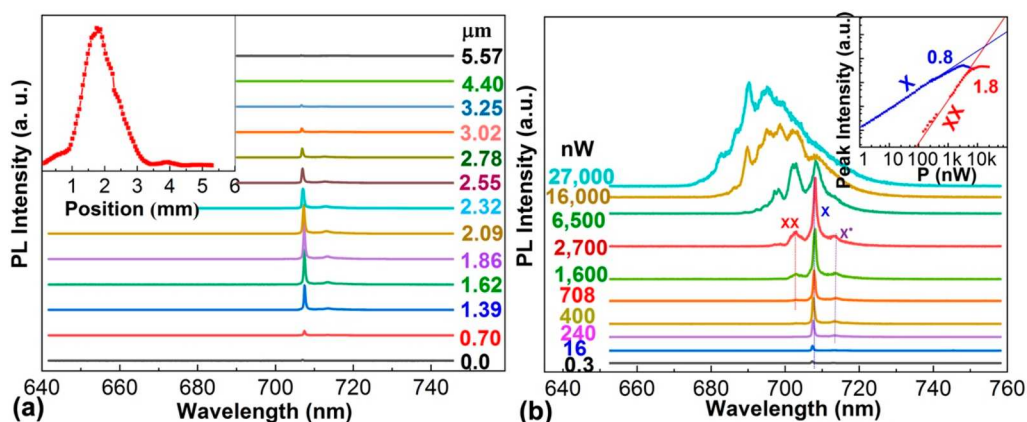 PL Intensity (a. u.)
μm
5.57
4.40
3.25
3.02
2.78
2.55
2.32
2.09
1.86
1.62
1.39
0.70
0.0
1 2 3 4 5 6
Position (mm)
640 660 680 700 720 740
Wavelength (nm)
(a)
PL Intensity (a.u.)
nW
27,000
16,000
6,500
2,700
1,600
708
400
240
16
0.3
XX
X
X*
Peak Intensity (a.u.)
X
0.8
XX
1.8
1 10 100 1k 10k
P (nW)
640 660 680 700 720 740 760
Wavelength (nm)
(b)